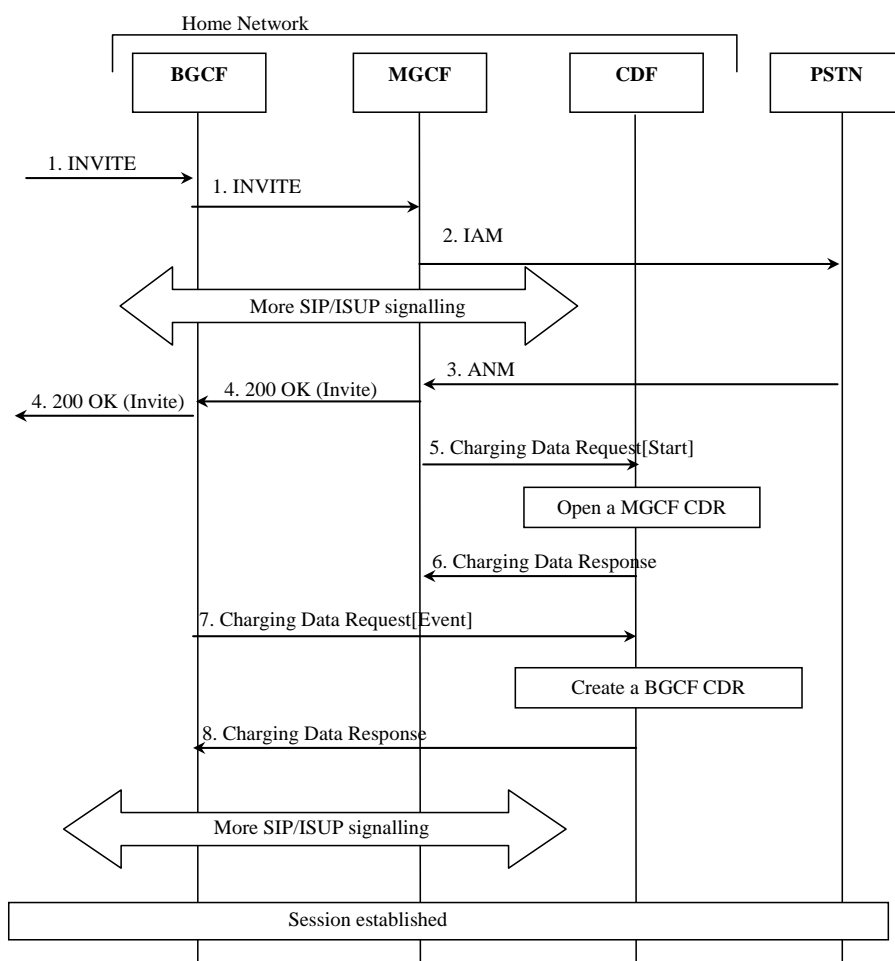 Home Network
BGCF
MGCF
CDF
PSTN
1. INVITE
1. INVITE
2. IAM
More SIP/ISUP signalling
3. ANM
4. 200 OK (Invite)
4. 200 OK (Invite)
5. Charging Data Request[Start]
Open a MGCF CDR
6. Charging Data Response
7. Charging Data Request[Event]
Create a BGCF CDR
8. Charging Data Response
More SIP/ISUP signalling
Session established